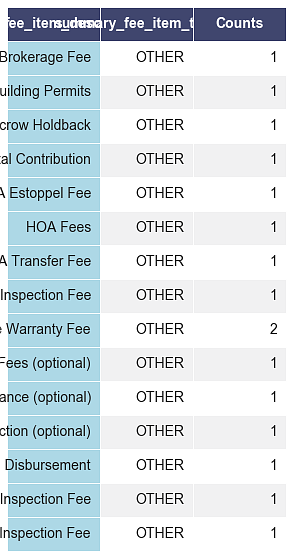 fee_item_name summary_fee_item_t Counts
Brokerage Fee OTHER 1
uilding Permits OTHER 1
crow Holdback OTHER 1
tal Contribution OTHER 1
A Estoppel Fee OTHER 1
HOA Fees OTHER 1
A Transfer Fee OTHER 1
Inspection Fee OTHER 1
e Warranty Fee OTHER 2
Fees (optional) OTHER 1
ance (optional) OTHER 1
ction (optional) OTHER 1
Disbursement OTHER 1
Inspection Fee OTHER 1
Inspection Fee OTHER 1